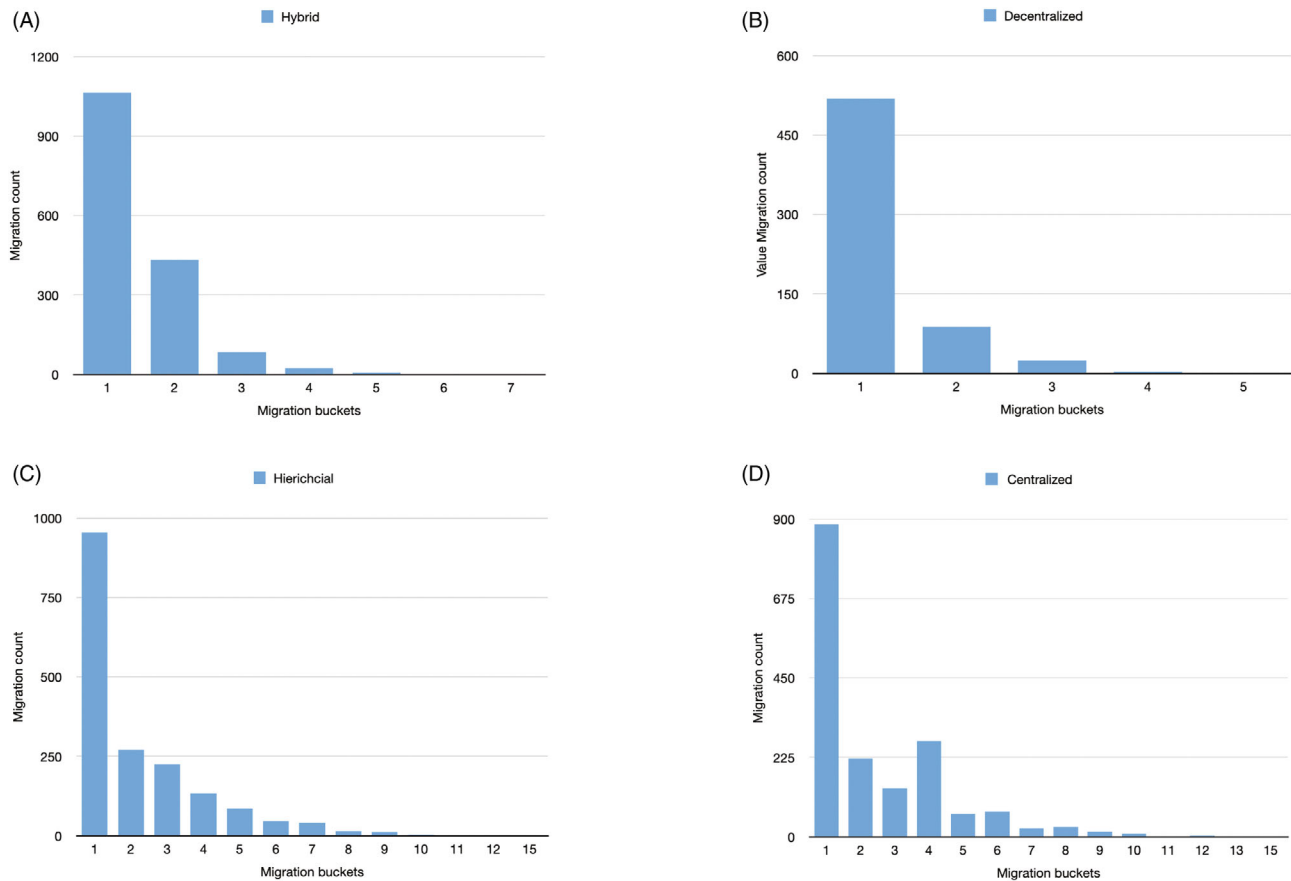 (A)
Hybrid
1200
900
600
300
0
Migration count
1 2 3 4 5 6 7
Migration buckets
(B)
Decentralized
600
450
300
150
0
Value Migration count
1 2 3 4 5
Migration buckets
(C)
Hierichcial
1000
750
500
250
0
Migration count
1 2 3 4 5 6 7 8 9 10 11 12 15
Migration buckets
(D)
Centralized
900
675
450
225
0
Migration count
1 2 3 4 5 6 7 8 9 10 11 12 13 15
Migration buckets